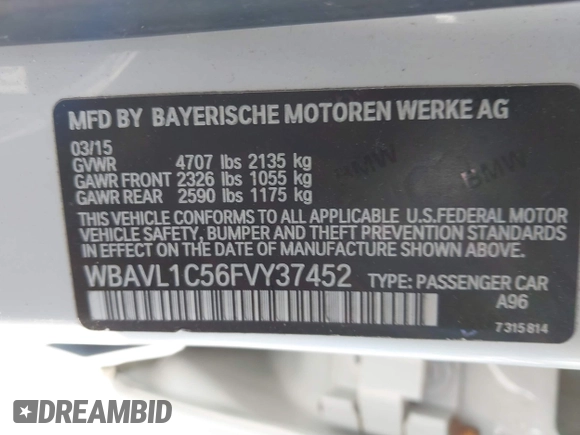 MFD BY BAYERISCHE MOTOREN WERKE AG
03/15
GVWR 4707 lbs 2135 kg
GAWR FRONT 2326 lbs 1055 kg
GAWR REAR 2590 lbs 1175 kg
BMW BMW
THIS VEHICLE CONFORMS TO ALL APPLICABLE U.S.FEDERAL MOTOR
VEHICLE SAFETY, BUMPER AND THEFT PREVENTION STANDARDS
IN EFFECT ON THE DATE OF MANUFACTURE SHOWN ABOVE.
WBAVL1C56FVY37452 TYPE: PASSENGER CAR
A96
7315814
DREAMBID